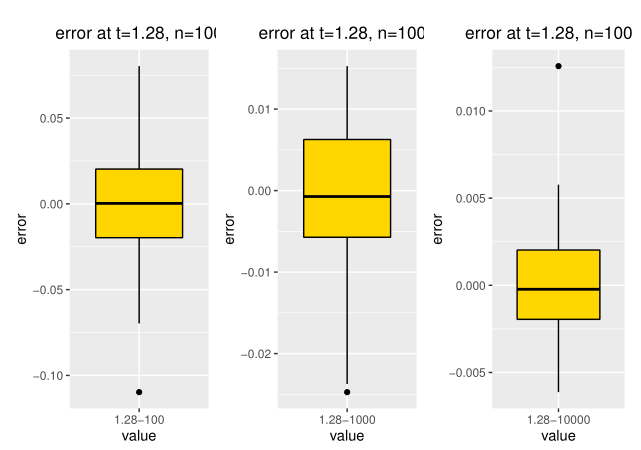 error at t=1.28, n=100
error
0.05
0.00
−0.05
−0.10
1.28−100
value
error at t=1.28, n=100
error
0.01
0.00
−0.01
−0.02
1.28−1000
value
error at t=1.28, n=100
error
0.010
0.005
0.000
−0.005
1.28−10000
value